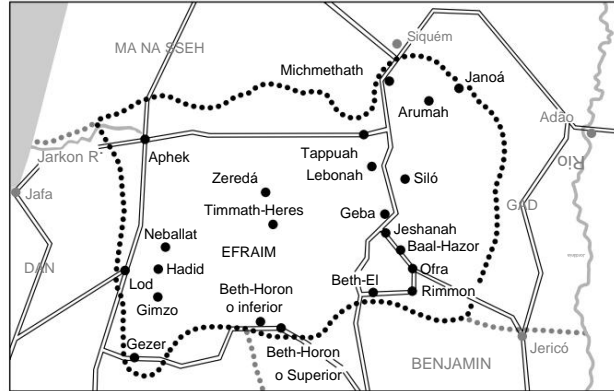 Siquém
MA NA SSEH
Michmethath
Janoá
Arumah
Adão
Jarkon R
Aphek
Tappuah
Rio
Lebonah
Zeredá
Siló
Jafa
Timmath-Heres
Geba
GAD
Neballat
Jeshanah
EFRAIM
Baal-Hazor
DAN
Hadid
Ofra
Lod
Beth-Horon
Beth-El
Rimmon
Gimzo
o inferior
Gezer
Beth-Horon
Jericó
o Superior
BENJAMIN